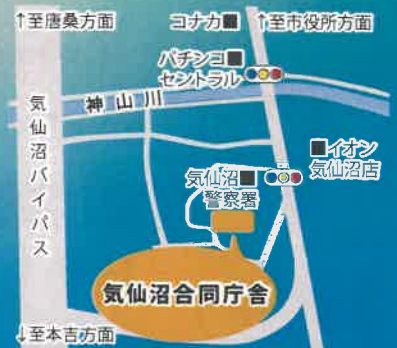 ↑至唐桑方面
コナカ■
↑至市役所方面
パチンコ■
セントラル
神山川
気仙沼バイパス
■イオン
気仙沼店
気仙沼■
警察署
気仙沼合同庁舎
↓至本吉方面